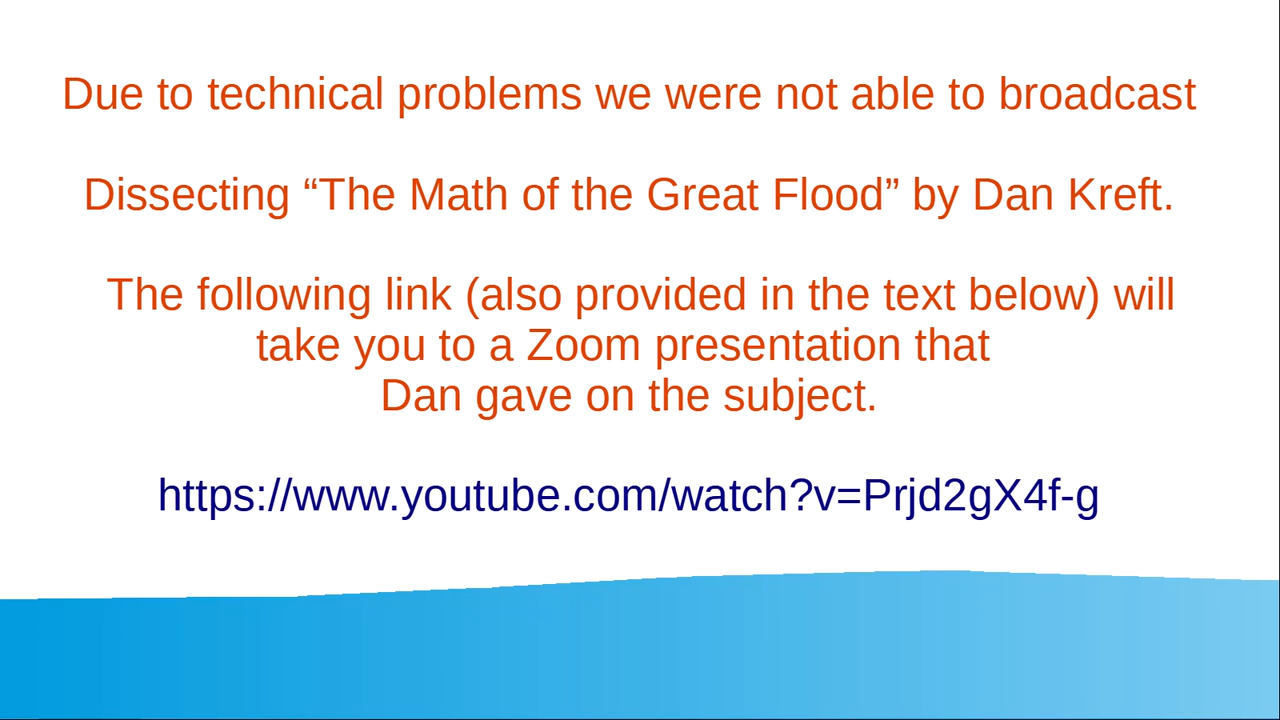 Due to technical problems we were not able to broadcast
Dissecting “The Math of the Great Flood” by Dan Kreft.
The following link (also provided in the text below) will
take you to a Zoom presentation that
Dan gave on the subject.
https://www.youtube.com/watch?v=Prjd2gX4f-g